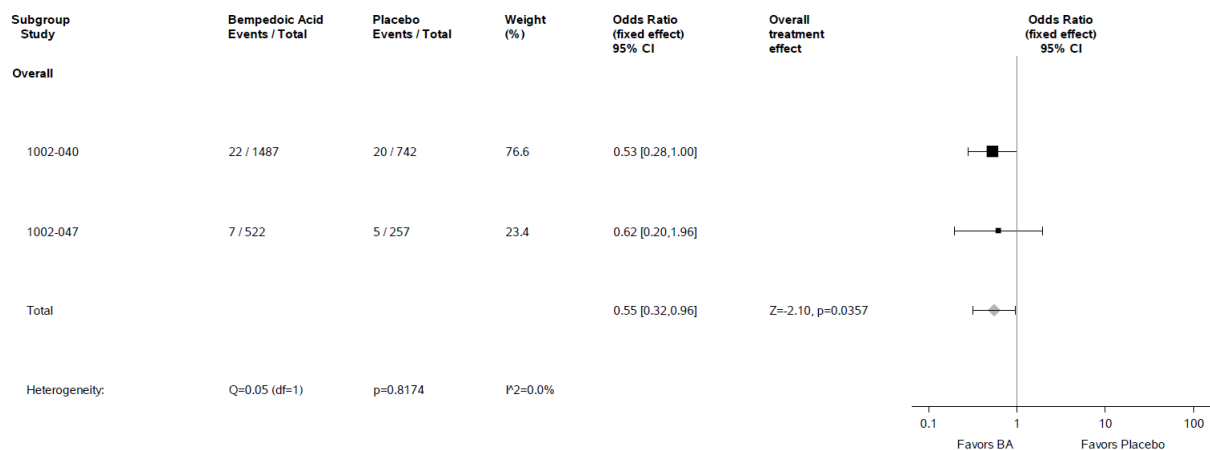 Subgroup Bempedoic Acid Placebo Weight Odds Ratio Overall Odds Ratio
Study Events / Total Events / Total (%) (fixed effect) treatment (fixed effect)
95% CI effect 95% CI
Overall
1002-040 22 / 1487 20 / 742 76.6 0.53 [0.28,1.00]
1002-047 7 / 522 5 / 257 23.4 0.62 [0.20,1.96]
Total 0.55 [0.32,0.96] Z=-2.10, p=0.0357
Heterogeneity: Q=0.05 (df=1) p=0.8174 I^2=0.0%
0.1 1 10 100
Favors BA Favors Placebo